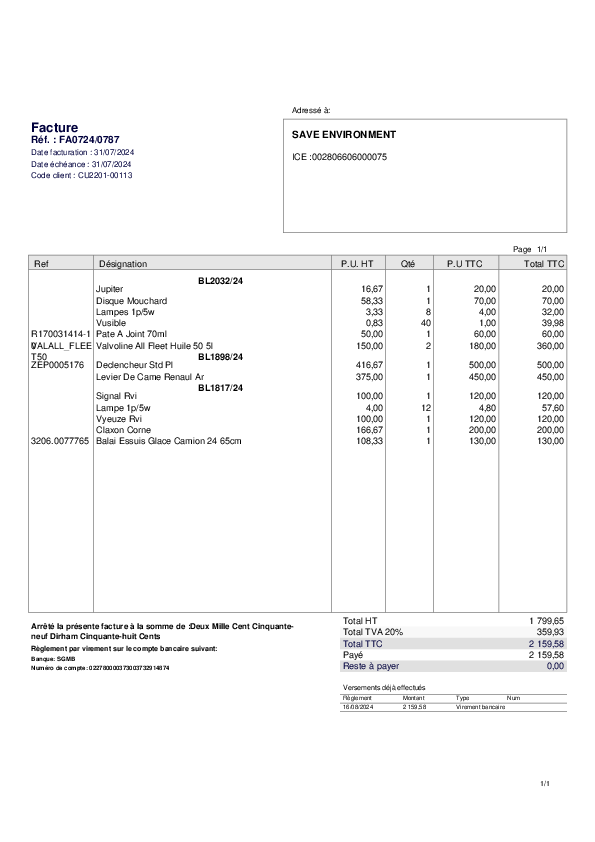 Adressé à:
Facture
Réf. : FA0724/0787
Date facturation : 31/07/2024
Date échéance : 31/07/2024
Code client : CU2201-00113
SAVE ENVIRONMENT
ICE :002806606000075
Page 1/1
Ref Désignation P.U. HT Qté P.U TTC Total TTC
BL2032/24
Jupiter 16,67 1 20,00 20,00
Disque Mouchard 58,33 1 70,00 70,00
Lampes 1p/5w 3,33 8 4,00 32,00
Vusible 0,83 40 1,00 39,98
R170031414-1 Pate A Joint 70ml 50,00 1 60,00 60,00
VALALL_FLEE Valvoline All Fleet Huile 50 5l 150,00 2 180,00 360,00
T50 BL1898/24
ZEP0005176 Dedencheur Std Pl 416,67 1 500,00 500,00
Levier De Came Renaul Ar 375,00 1 450,00 450,00
BL1817/24
Signal Rvi 100,00 1 120,00 120,00
Lampe 1p/5w 4,00 12 4,80 57,60
Vyeuze Rvi 100,00 1 120,00 120,00
Claxon Corne 166,67 1 200,00 200,00
3206.0077765 Balai Essuis Glace Camion 24 65cm 108,33 1 130,00 130,00
Arrêté la présente facture à la somme de :Deux Mille Cent Cinquante-
neuf Dirham Cinquante-huit Cents
Règlement par virement sur le compte bancaire suivant:
Banque: SGMB
Numéro de compte: 
Total HT 1 799,65
Total TVA 20% 359,93
Total TTC 2 159,58
Payé 2 159,58
Reste à payer 0,00
Versements déjà effectués
Règlement Montant Type Num
16/08/2024 2 159,58 Virement bancaire
1/1